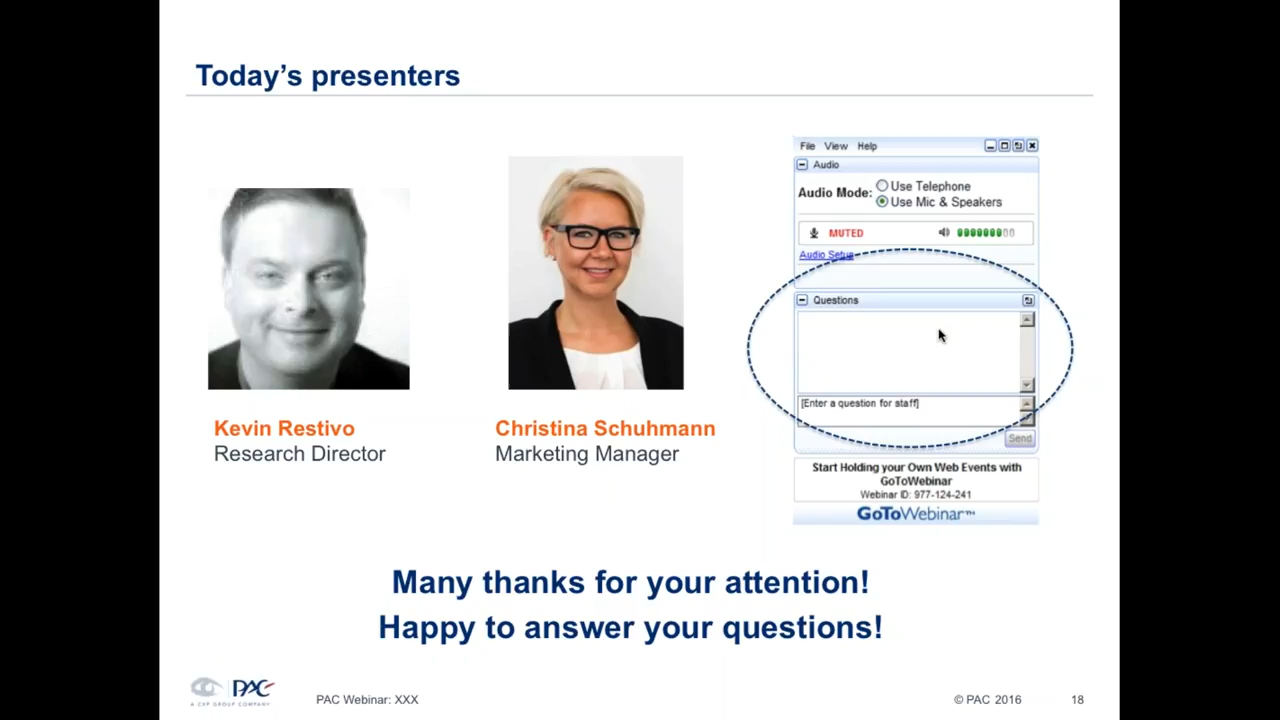 Today’s presenters
Kevin Restivo
Research Director
Christina Schuhmann
Marketing Manager
File View Help
Audio
Audio Mode: Use Telephone
Use Mic & Speakers
MUTED
Audio Setup
Questions
[Enter a question for staff]
Send
Start Holding your Own Web Events with
GoToWebinar
Webinar ID: 977-124-241
GoToWebinar™
Many thanks for your attention!
Happy to answer your questions!
PAC
A CXP GROUP COMPANY
PAC Webinar: XXX
© PAC 2016
18